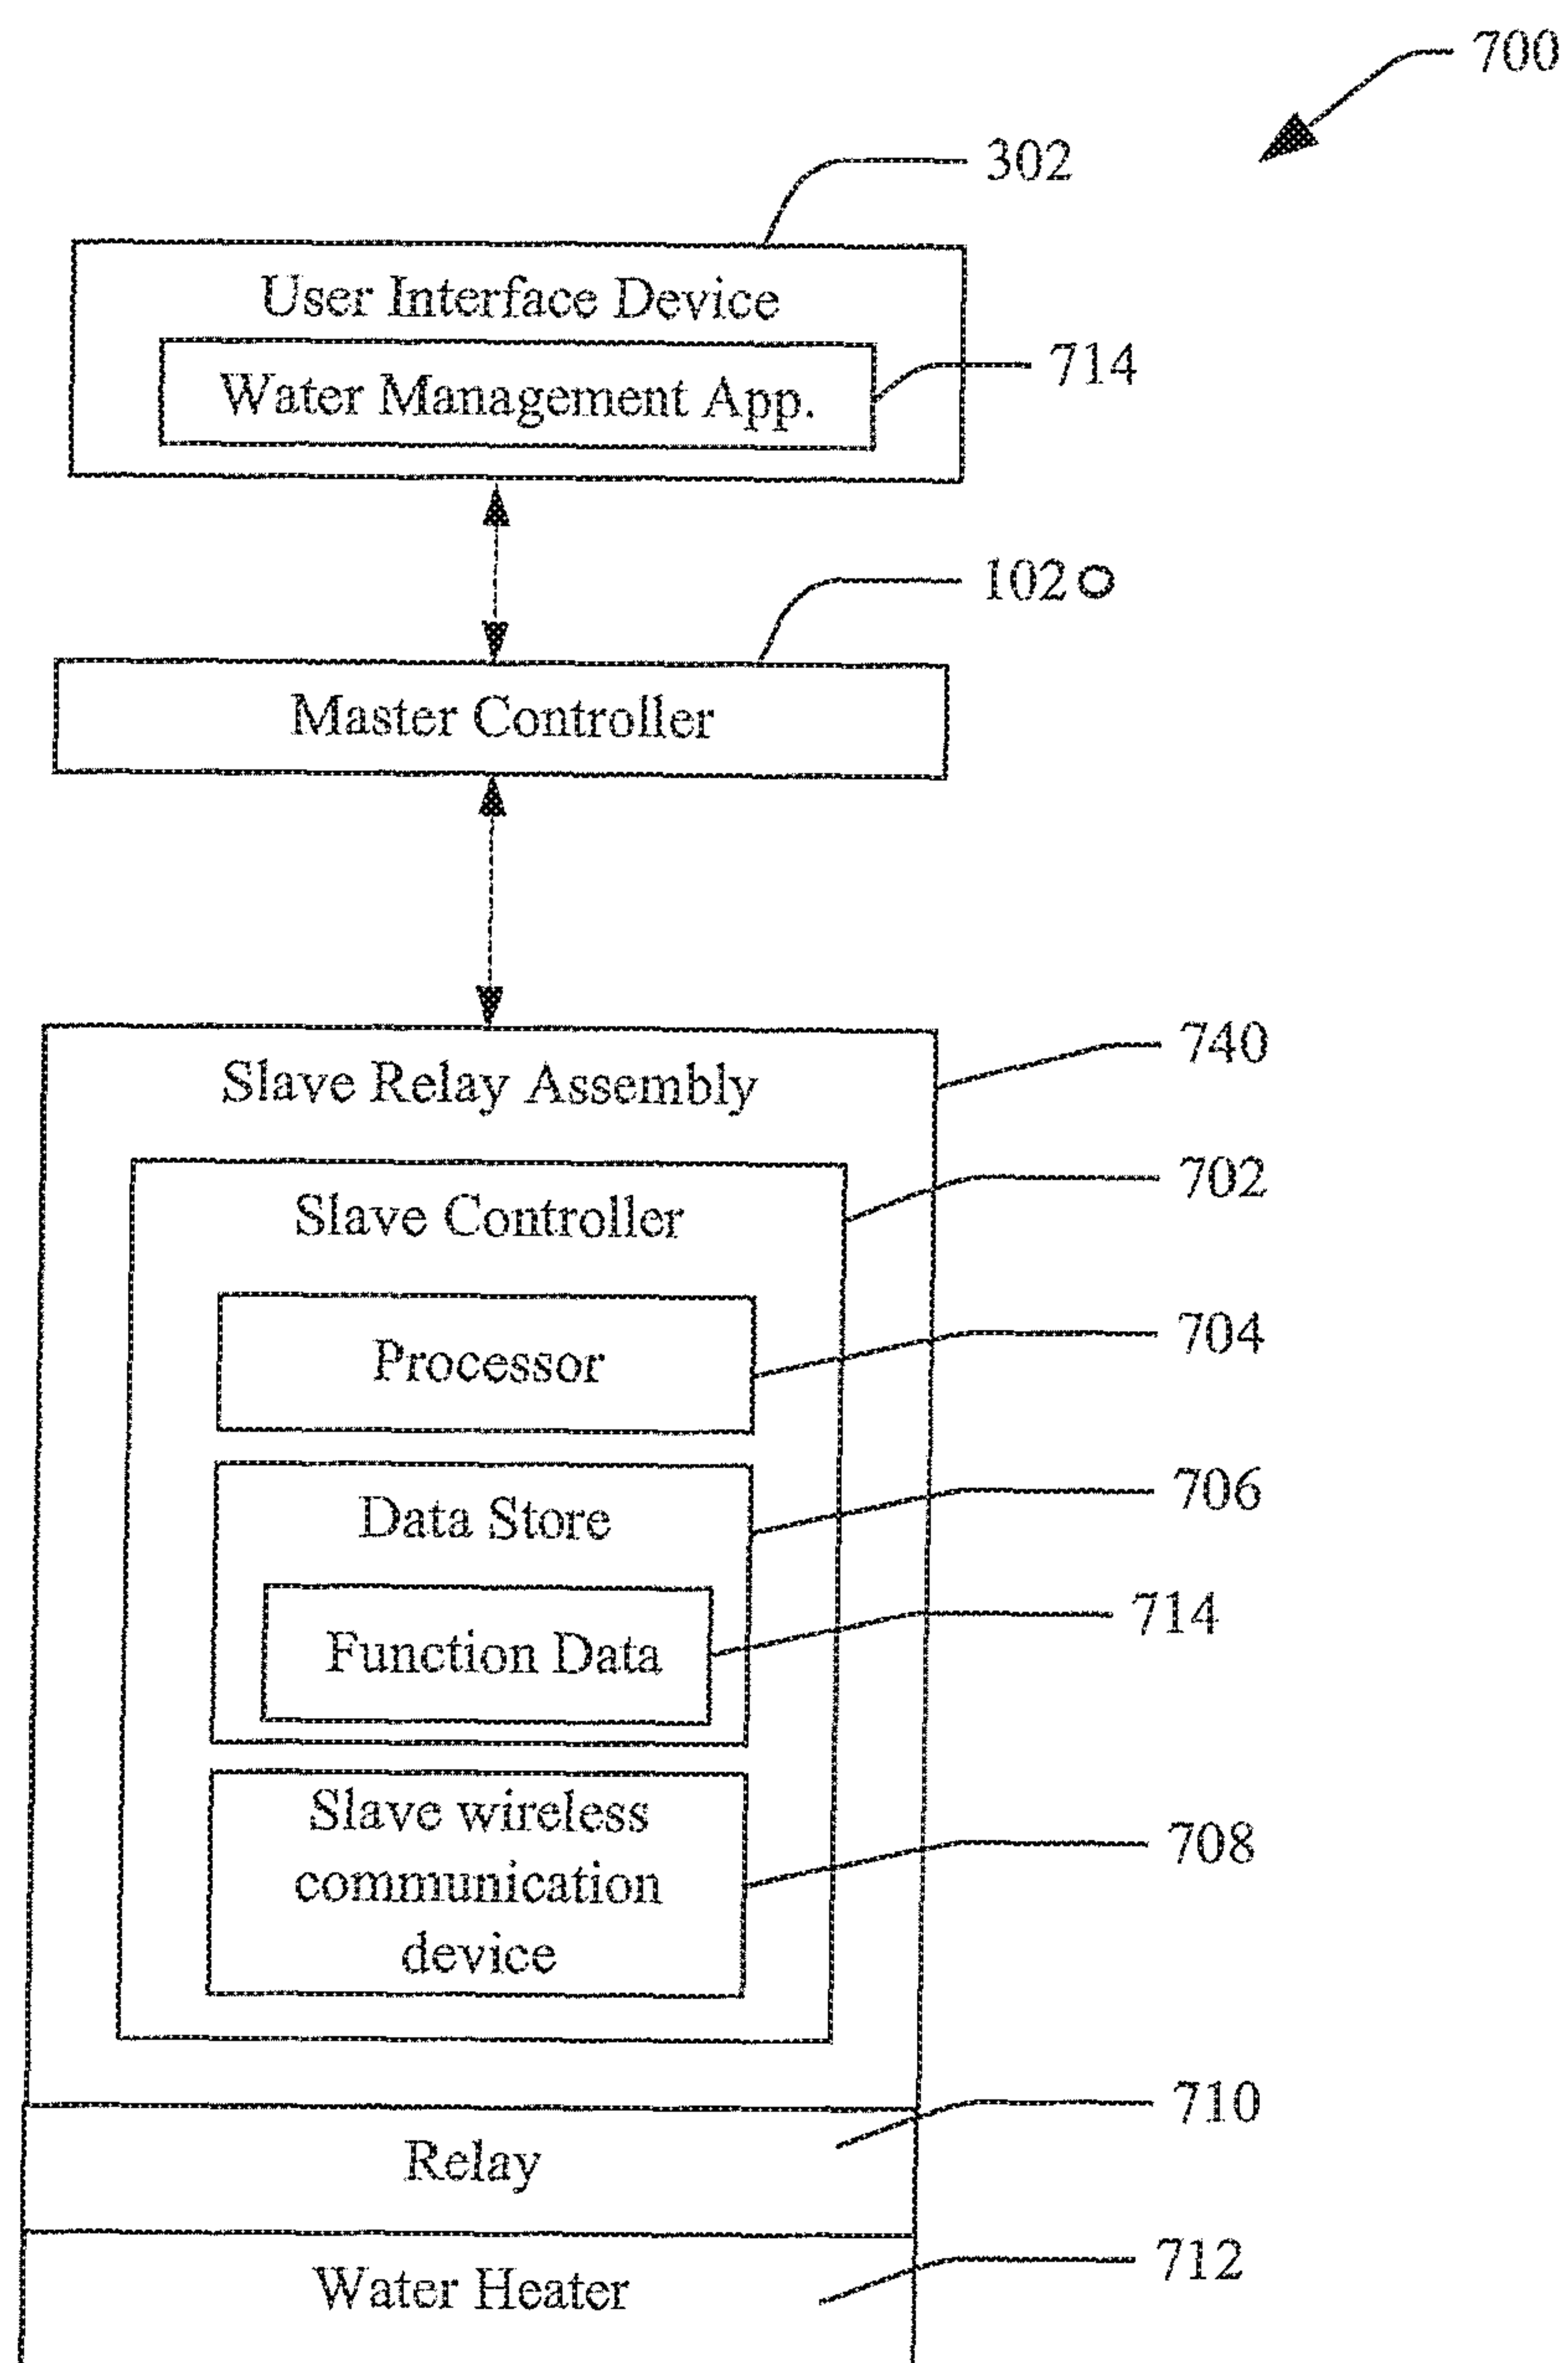 700
302
User Interface Device
714
Water Management App.
102
Master Controller
740
Slave Relay Assembly
702
Slave Controller
704
Processor
706
Data Store
714
Function Data
Slave wireless
708
communication
device
710
Relay
712
Water Heater